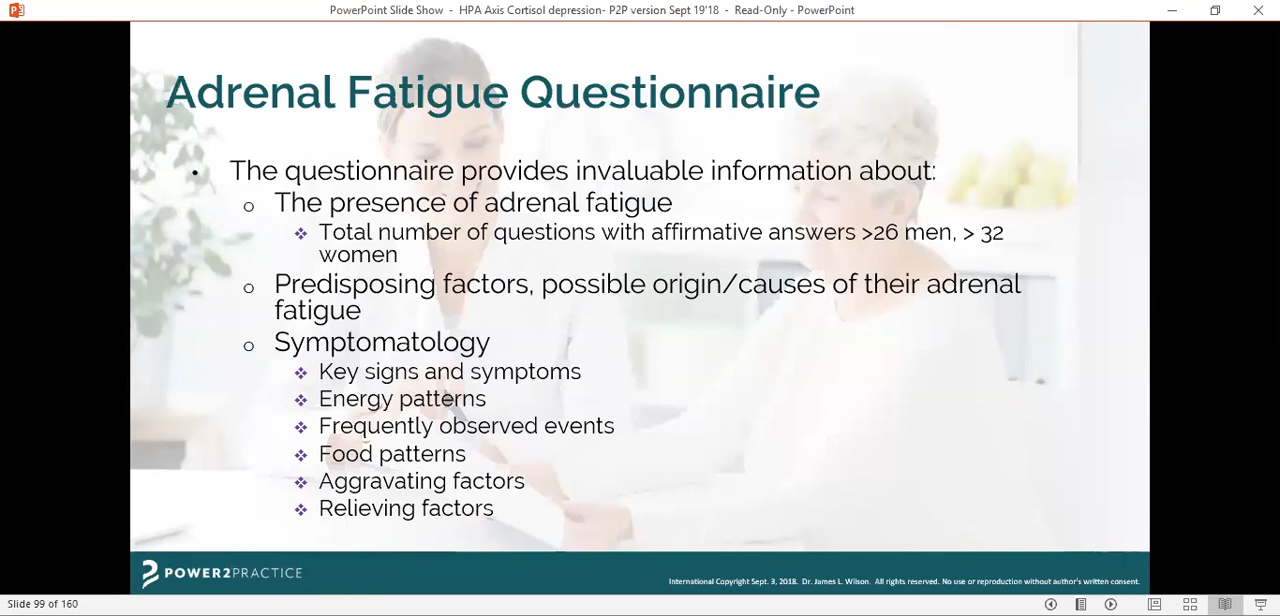 PowerPoint Slide Show - HPA Axis Cortisol depression- P2P version Sept 19'18 - Read-Only - PowerPoint
Adrenal Fatigue Questionnaire
• The questionnaire provides invaluable information about:
o The presence of adrenal fatigue
❖ Total number of questions with affirmative answers >26 men, > 32
women
o Predisposing factors, possible origin/causes of their adrenal
fatigue
o Symptomatology
❖ Key signs and symptoms
❖ Energy patterns
❖ Frequently observed events
❖ Food patterns
❖ Aggravating factors
❖ Relieving factors
POWER2PRACTICE
International Copyright Sept. 3, 2018. Dr. James L. Wilson. All rights reserved. No use or reproduction without author's written consent.
Slide 99 of 160